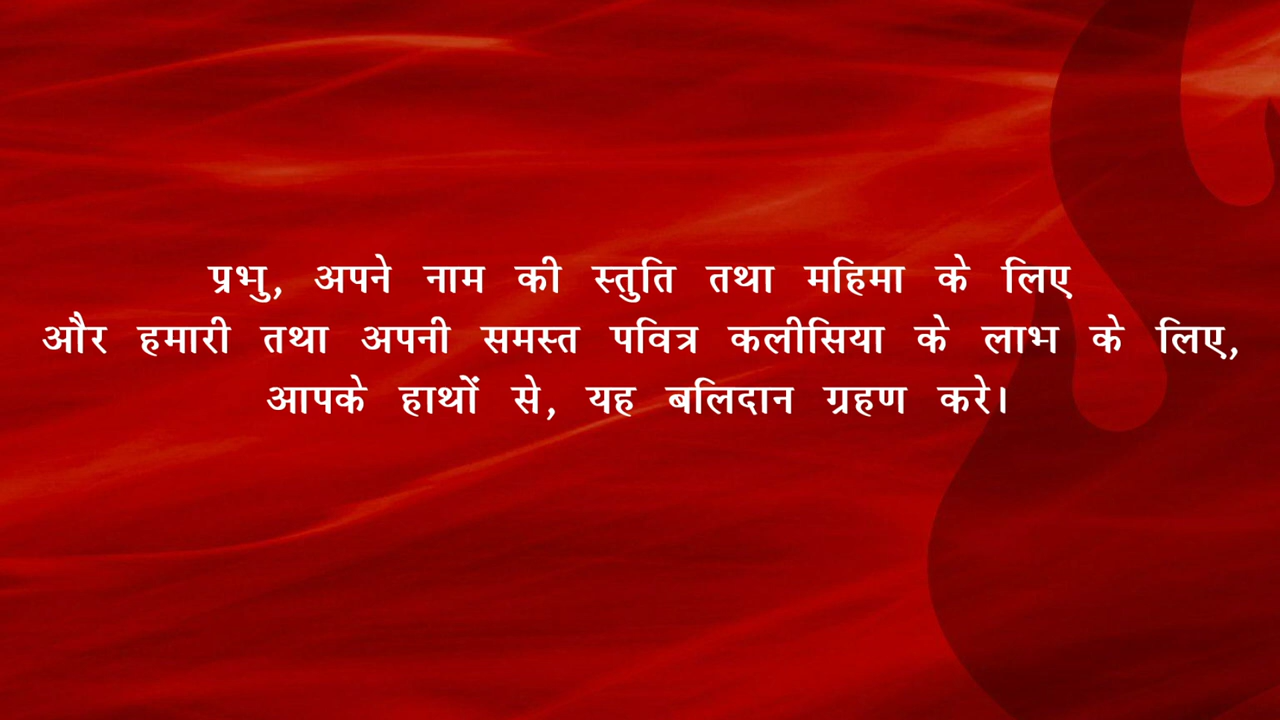 प्रभु, अपने नाम की स्तुति तथा महिमा के लिए
और हमारी तथा अपनी समस्त पवित्र कलीसिया के लाभ के लिए,
आपके हाथों से, यह बलिदान ग्रहण करे।